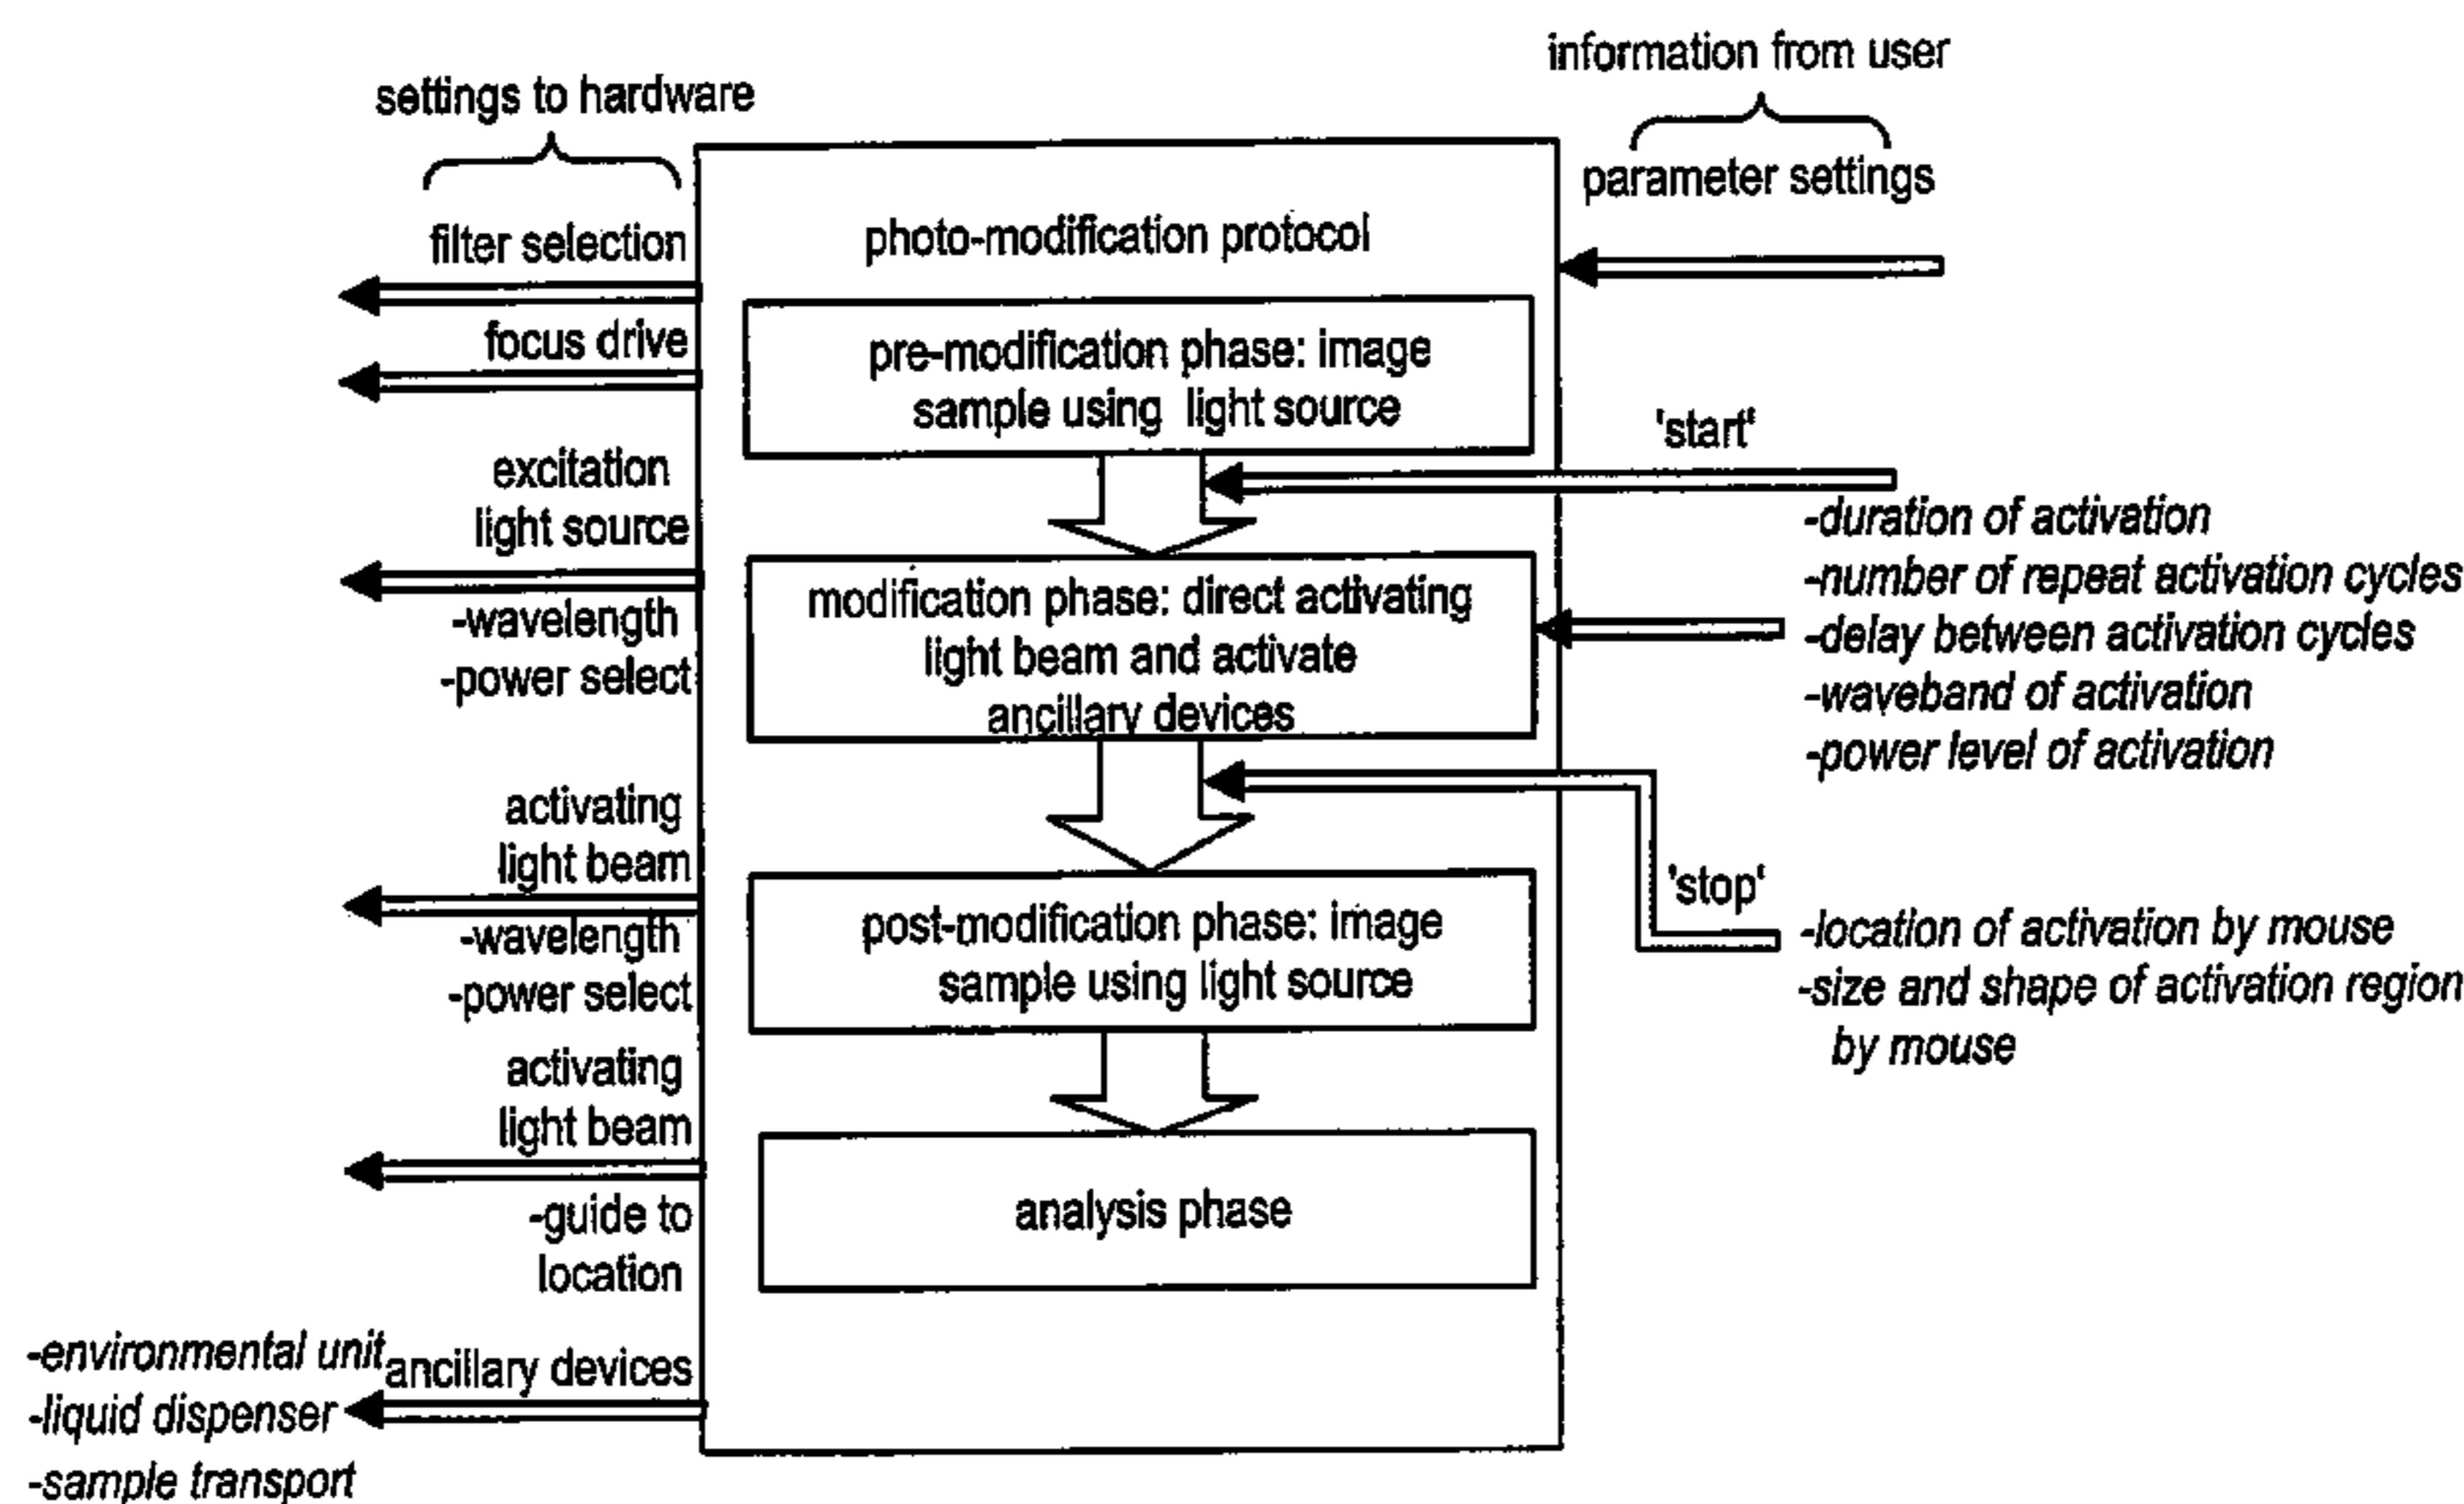 settings to hardware
filter selection
focus drive
excitation
light source
-wavelength
-power select
activating
light beam
-wavelength
-power select
activating
light beam
-guide to
location
ancillary devices
-environmental unit
-liquid dispenser
-sample transport
photo-modification protocol
pre-modification phase: image
sample using light source
modification phase: direct activating
light beam and activate
ancillary devices
post-modification phase: image
sample using light source
analysis phase
information from user
parameter settings
'start'
-duration of activation
-number of repeat activation cycles
-delay between activation cycles
-waveband of activation
-power level of activation
'stop'
-location of activation by mouse
-size and shape of activation region
by mouse